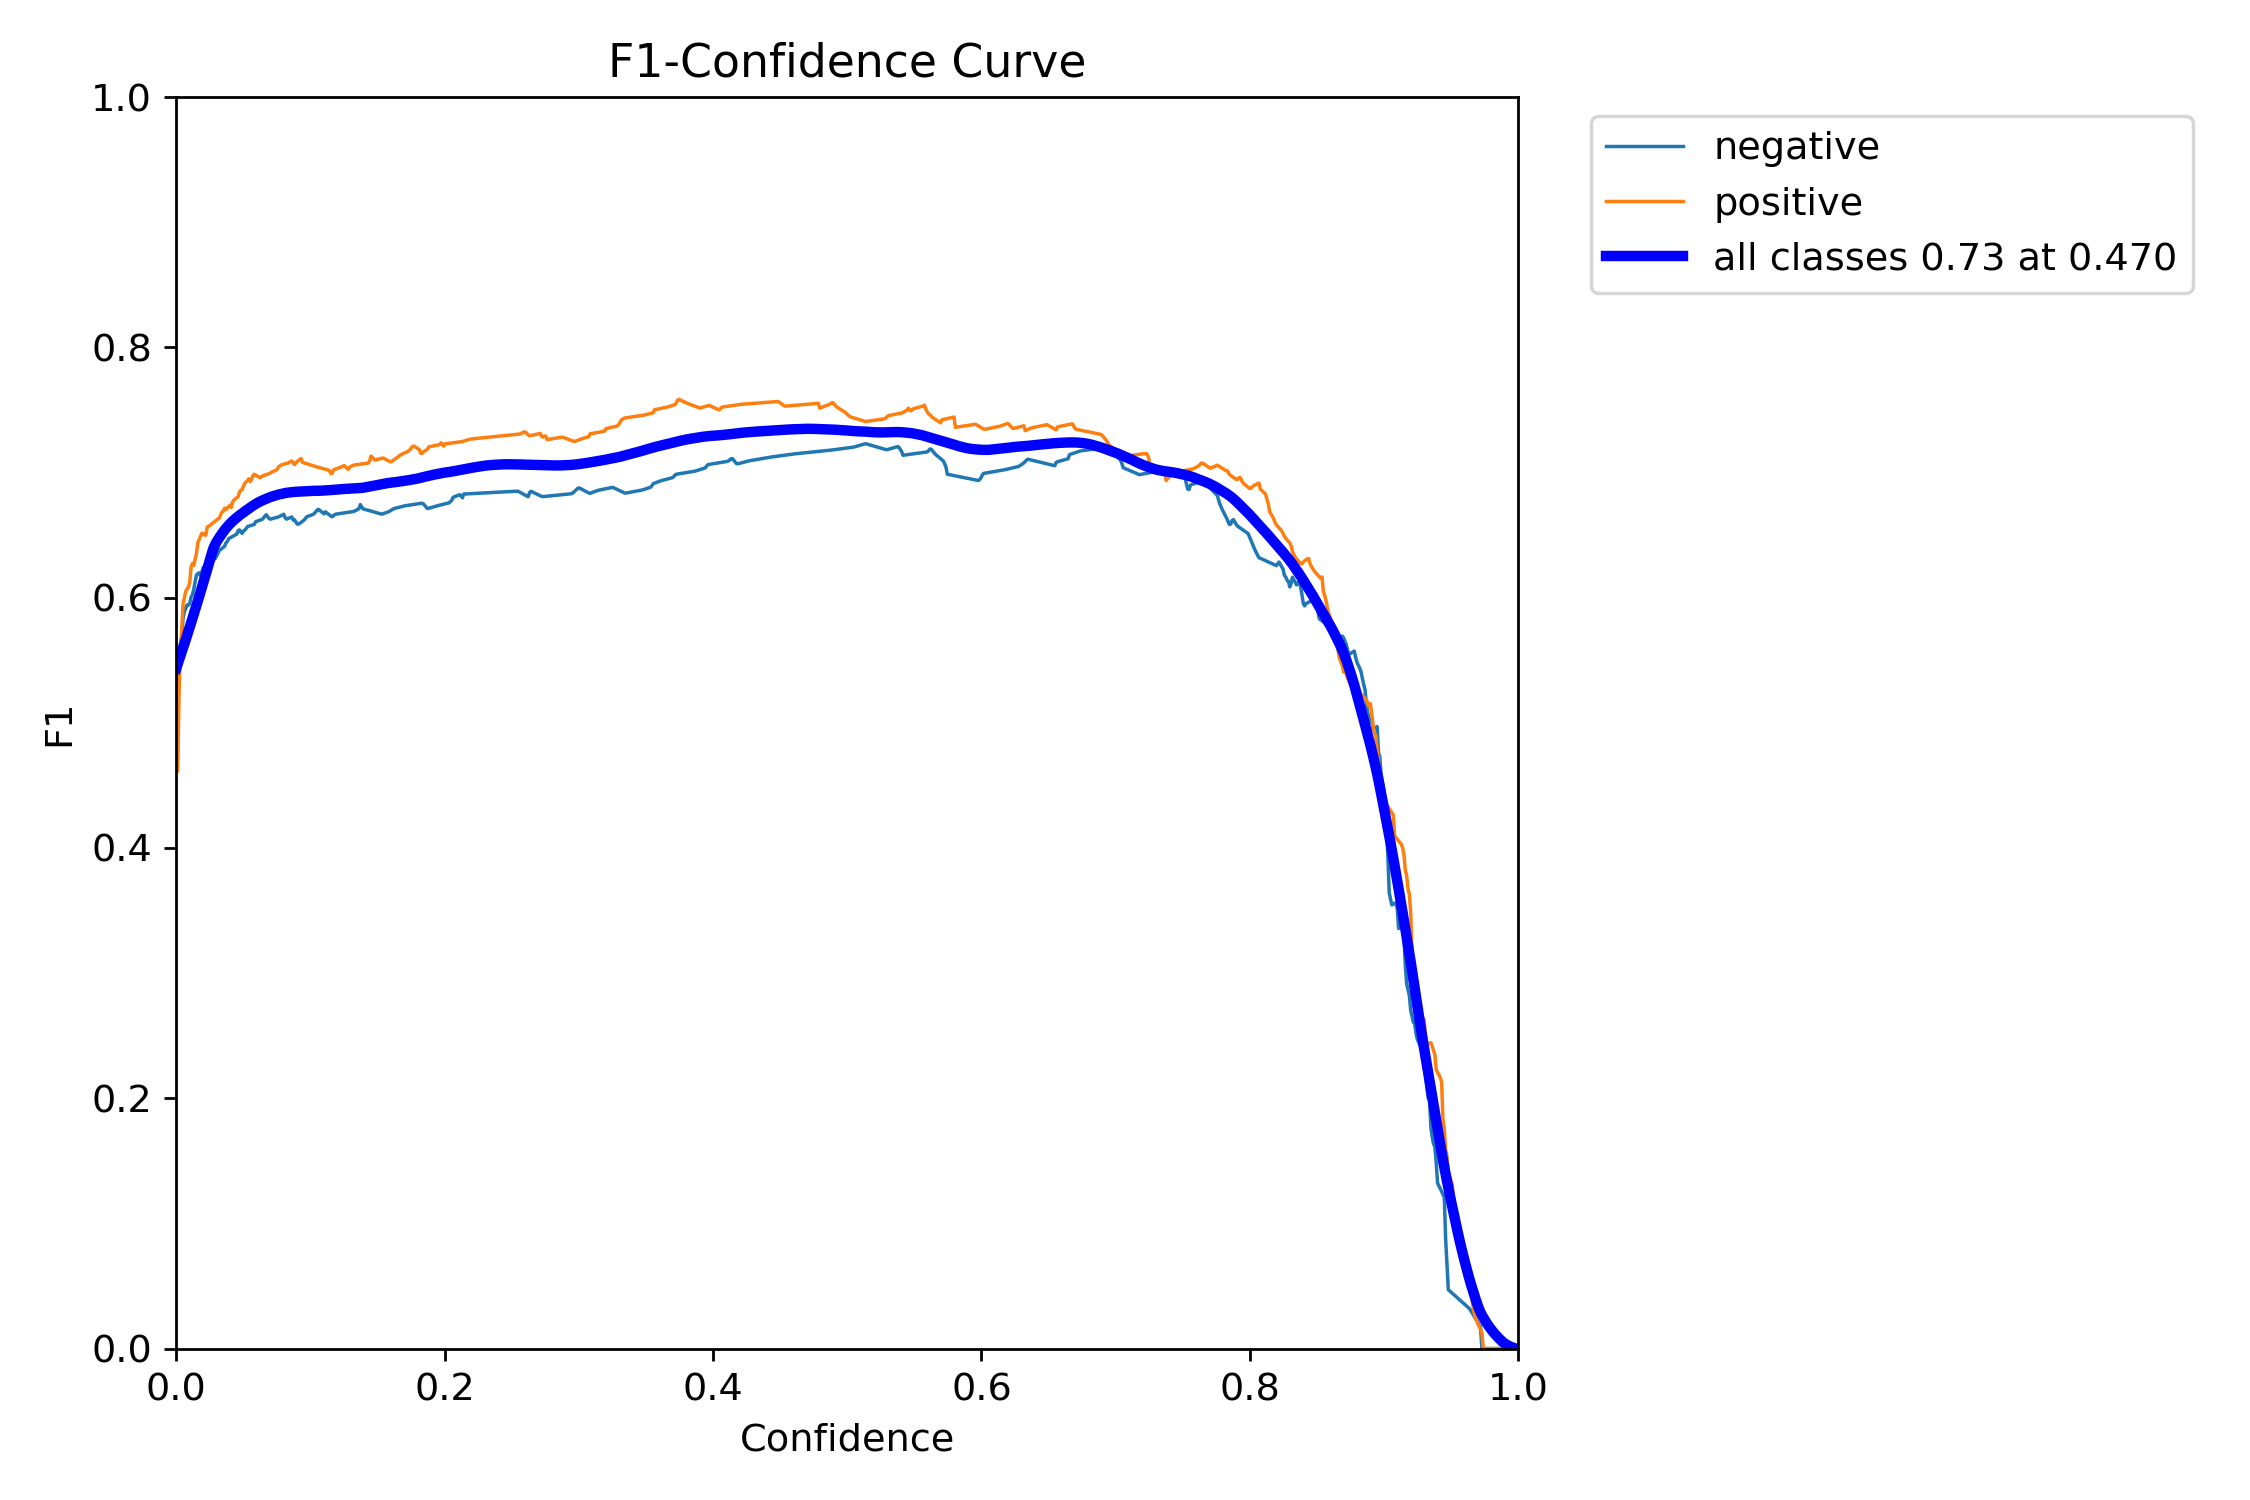 F1-Confidence Curve
1.0
0.8
0.6
0.4
0.2
0.0
F1
0.0 0.2 0.4 0.6 0.8 1.0
Confidence
negative
positive
all classes 0.73 at 0.470